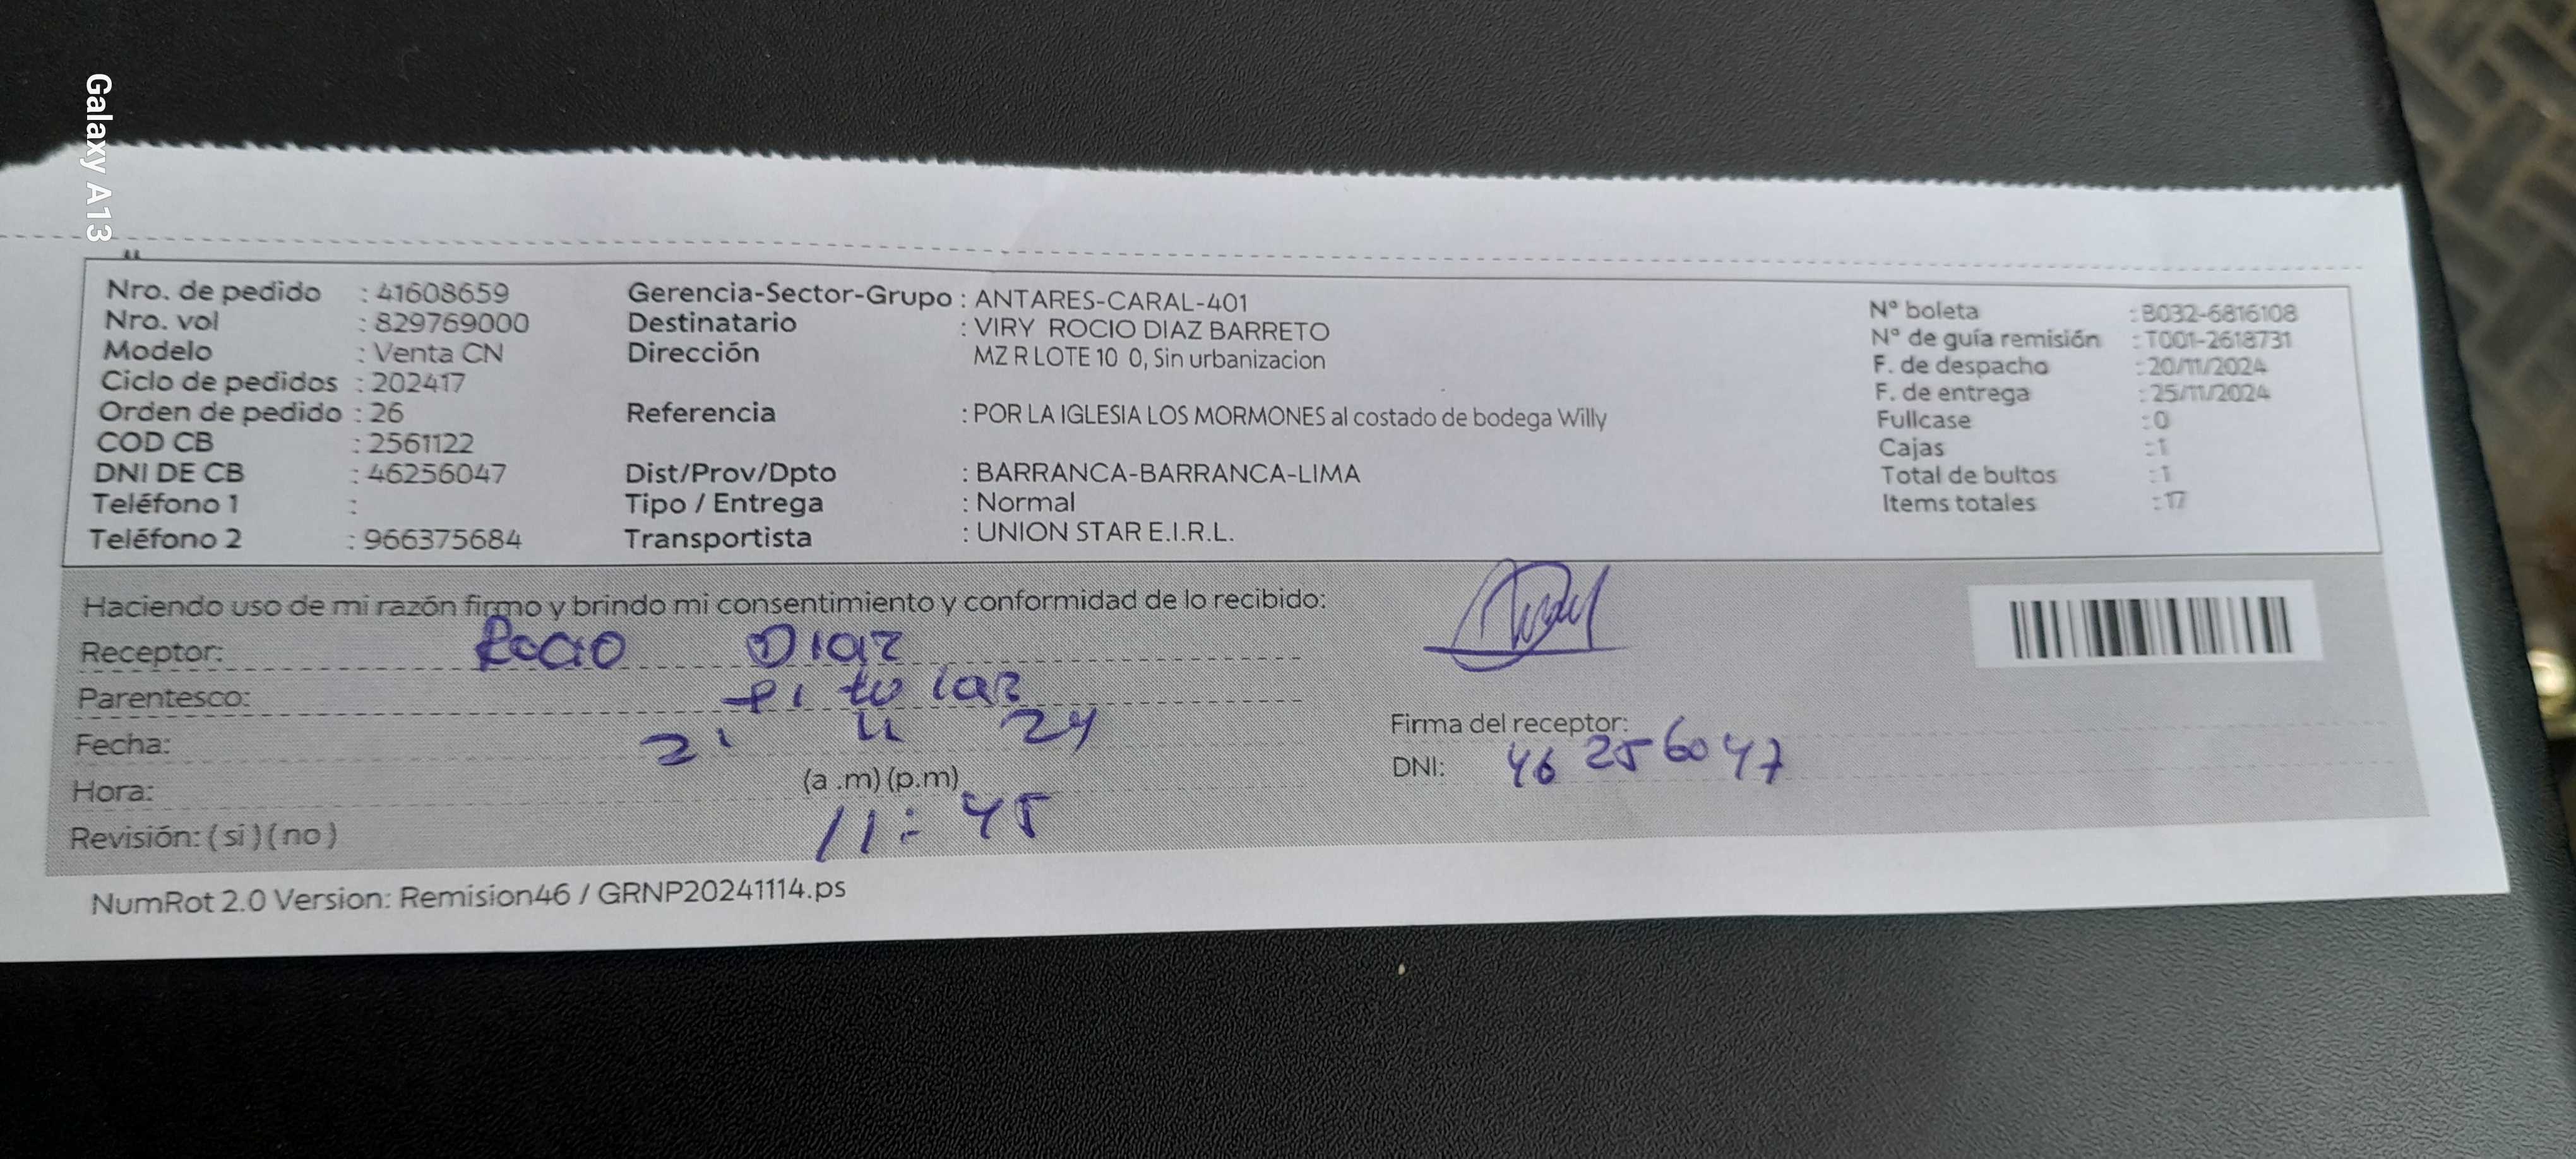 Galaxy A13
Nro. de pedido : 41608659
Nro. vol : 829769000
Modelo : Venta CN
Ciclo de pedidos : 202417
Orden de pedido : 26
COD CB : 2561122
DNI DE CB : 46256047
Teléfono 1 :
Teléfono 2 : 966375684
Gerencia-Sector-Grupo : ANTARES-CARAL-401
Destinatario : VIRY ROCIO DIAZ BARRETO
Dirección MZ R LOTE 10 0, Sin urbanizacion
Referencia : POR LA IGLESIA LOS MORMONES al costado de bodega Willy
Dist/Prov/Dpto : BARRANCA-BARRANCA-LIMA
Tipo / Entrega : Normal
Transportista : UNION STAR E.I.R.L.
N° boleta : B032-6816108
N° de guía remisión : T001-2618731
F. de despacho : 20/11/2024
F. de entrega : 25/11/2024
Fullcase : 0
Cajas : 1
Total de bultos : 1
Items totales : 17
Haciendo uso de mi razón firmo y brindo mi consentimiento y conformidad de lo recibido:
Receptor: Rocio Diaz
Parentesco: titular
Fecha: 11 24
Hora: (a .m) (p.m)
11:45
Revisión: ( si ) ( no )
Firma del receptor:
DNI: 46256047
NumRot 2.0 Version: Remision46 / GRNP20241114.ps